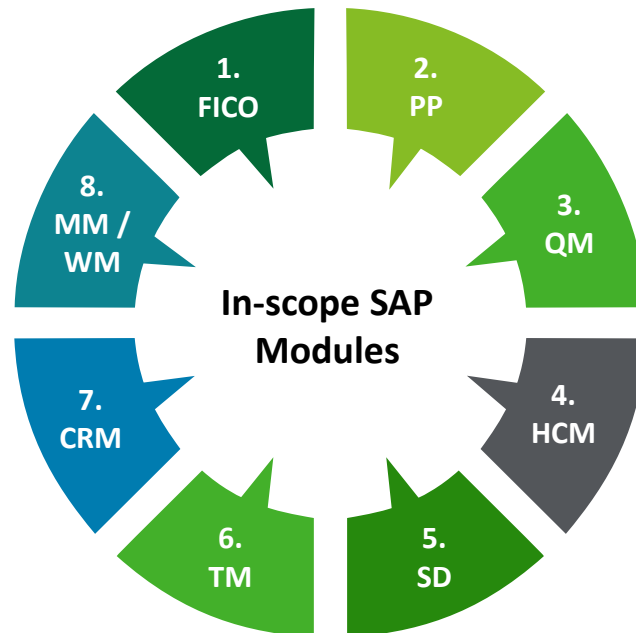 1.
FICO
2.
PP
3.
QM
4.
HCM
5.
SD
6.
TM
7.
CRM
8.
MM /
WM
In-scope SAP
Modules